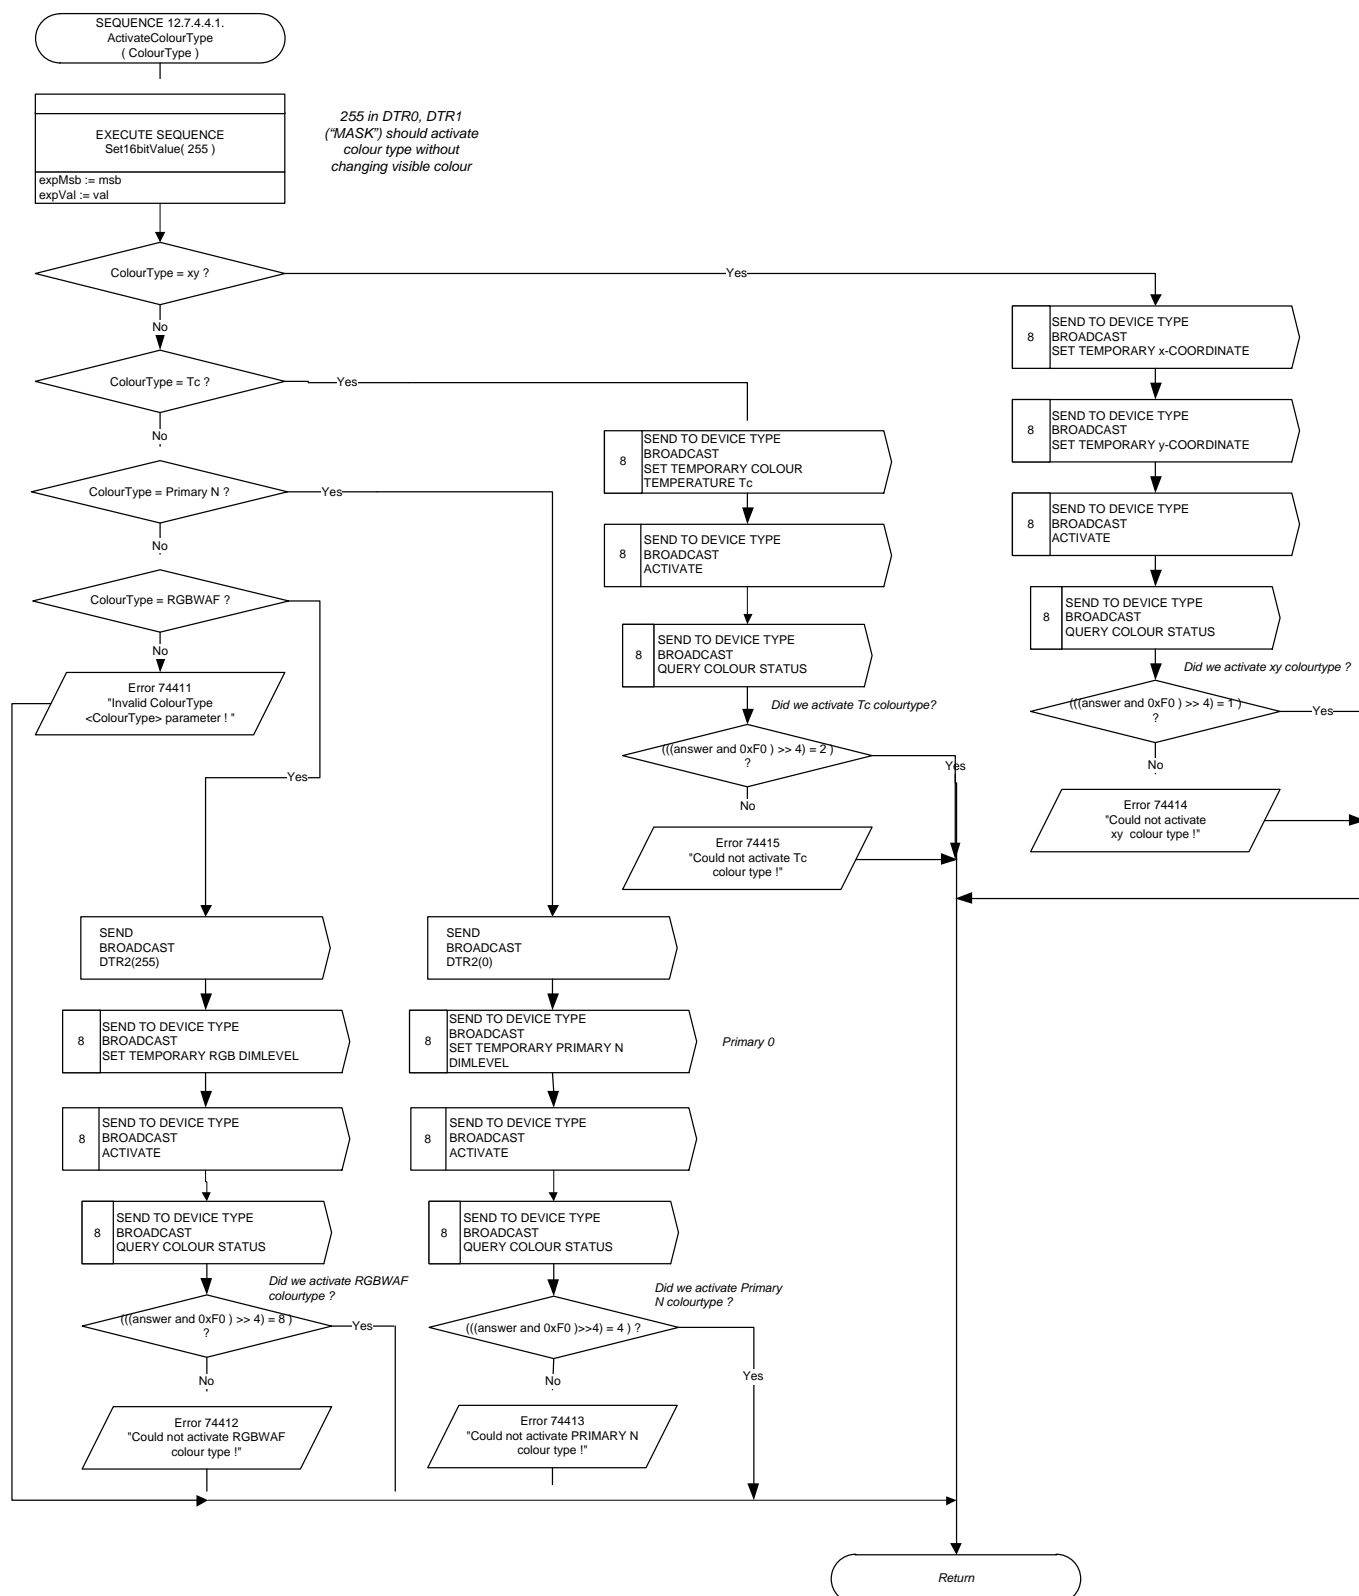 SEQUENCE 12.7.4.4.1.
ActivateColourType
( ColourType )
EXECUTE SEQUENCE
Set16bitValue( 255 )
expMsb := msb
expVal := val
255 in DTR0, DTR1
(“MASK”) should activate
colour type without
changing visible colour
ColourType = xy ?
Yes
No
8
SEND TO DEVICE TYPE
BROADCAST
SET TEMPORARY x-COORDINATE
8
SEND TO DEVICE TYPE
BROADCAST
SET TEMPORARY y-COORDINATE
8
SEND TO DEVICE TYPE
BROADCAST
ACTIVATE
8
SEND TO DEVICE TYPE
BROADCAST
QUERY COLOUR STATUS
Did we activate xy colourtype ?
(((answer and 0xF0 ) >> 4) = 1 )
?
Yes
No
Error 74414
"Could not activate
xy  colour type !"
ColourType = Tc ?
Yes
No
8
SEND TO DEVICE TYPE
BROADCAST
SET TEMPORARY COLOUR
TEMPERATURE Tc
8
SEND TO DEVICE TYPE
BROADCAST
ACTIVATE
8
SEND TO DEVICE TYPE
BROADCAST
QUERY COLOUR STATUS
Did we activate Tc colourtype?
(((answer and 0xF0 ) >> 4) = 2 )
?
Yes
No
Error 74415
"Could not activate Tc
colour type !"
ColourType = Primary N ?
Yes
No
ColourType = RGBWAF ?
No
Error 74411
"Invalid ColourType
<ColourType> parameter ! "
Yes
SEND
BROADCAST
DTR2(255)
8
SEND TO DEVICE TYPE
BROADCAST
SET TEMPORARY RGB DIMLEVEL
8
SEND TO DEVICE TYPE
BROADCAST
ACTIVATE
8
SEND TO DEVICE TYPE
BROADCAST
QUERY COLOUR STATUS
Did we activate RGBWAF
colourtype ?
(((answer and 0xF0 ) >> 4) = 8 )
?
Yes
No
Error 74412
"Could not activate RGBWAF
colour type !"
SEND
BROADCAST
DTR2(0)
8
SEND TO DEVICE TYPE
BROADCAST
SET TEMPORARY PRIMARY N
DIMLEVEL
Primary 0
8
SEND TO DEVICE TYPE
BROADCAST
ACTIVATE
8
SEND TO DEVICE TYPE
BROADCAST
QUERY COLOUR STATUS
Did we activate Primary
N colourtype ?
(((answer and 0xF0 )>>4) = 4 ) ?
Yes
No
Error 74413
"Could not activate PRIMARY N
colour type !"
Return